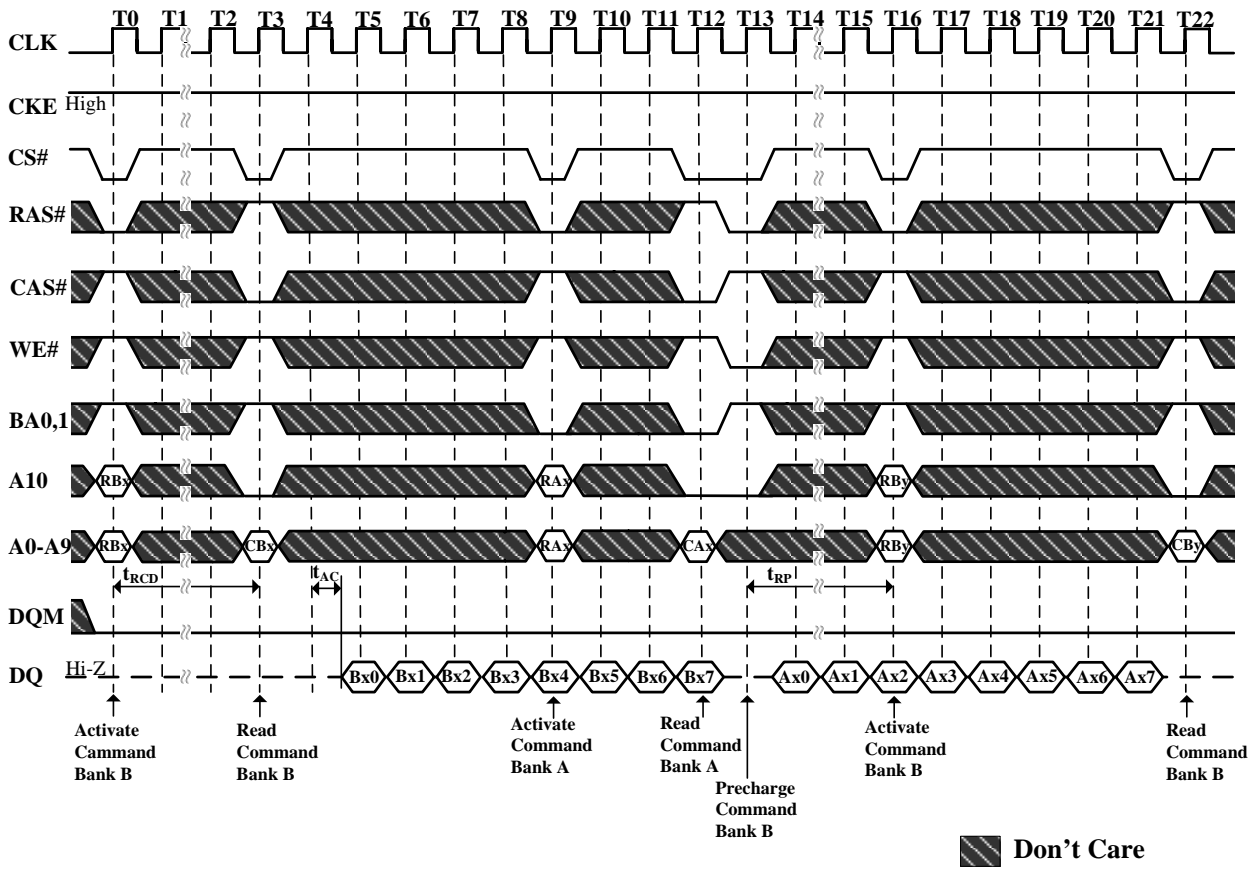 T0 T1 T2 T3 T4 T5 T6 T7 T8 T9 T10 T11 T12 T13 T14 T15 T16 T17 T18 T19 T20 T21 T22
CLK
CKE High
CS#
RAS#
CAS#
WE#
BA0,1
A10 RBx RAx RBy
A0-A9 RBx CBx RAx CAx RBy CBy
tRCD tAC tRP
DQM
DQ Hi-Z Bx0 Bx1 Bx2 Bx3 Bx4 Bx5 Bx6 Bx7 Ax0 Ax1 Ax2 Ax3 Ax4 Ax5 Ax6 Ax7
Activate
Cammand
Bank B
Read
Command
Bank B
Activate
Command
Bank A
Read
Command
Bank A
Precharge
Command
Bank B
Activate
Command
Bank B
Read
Command
Bank B
Don't Care